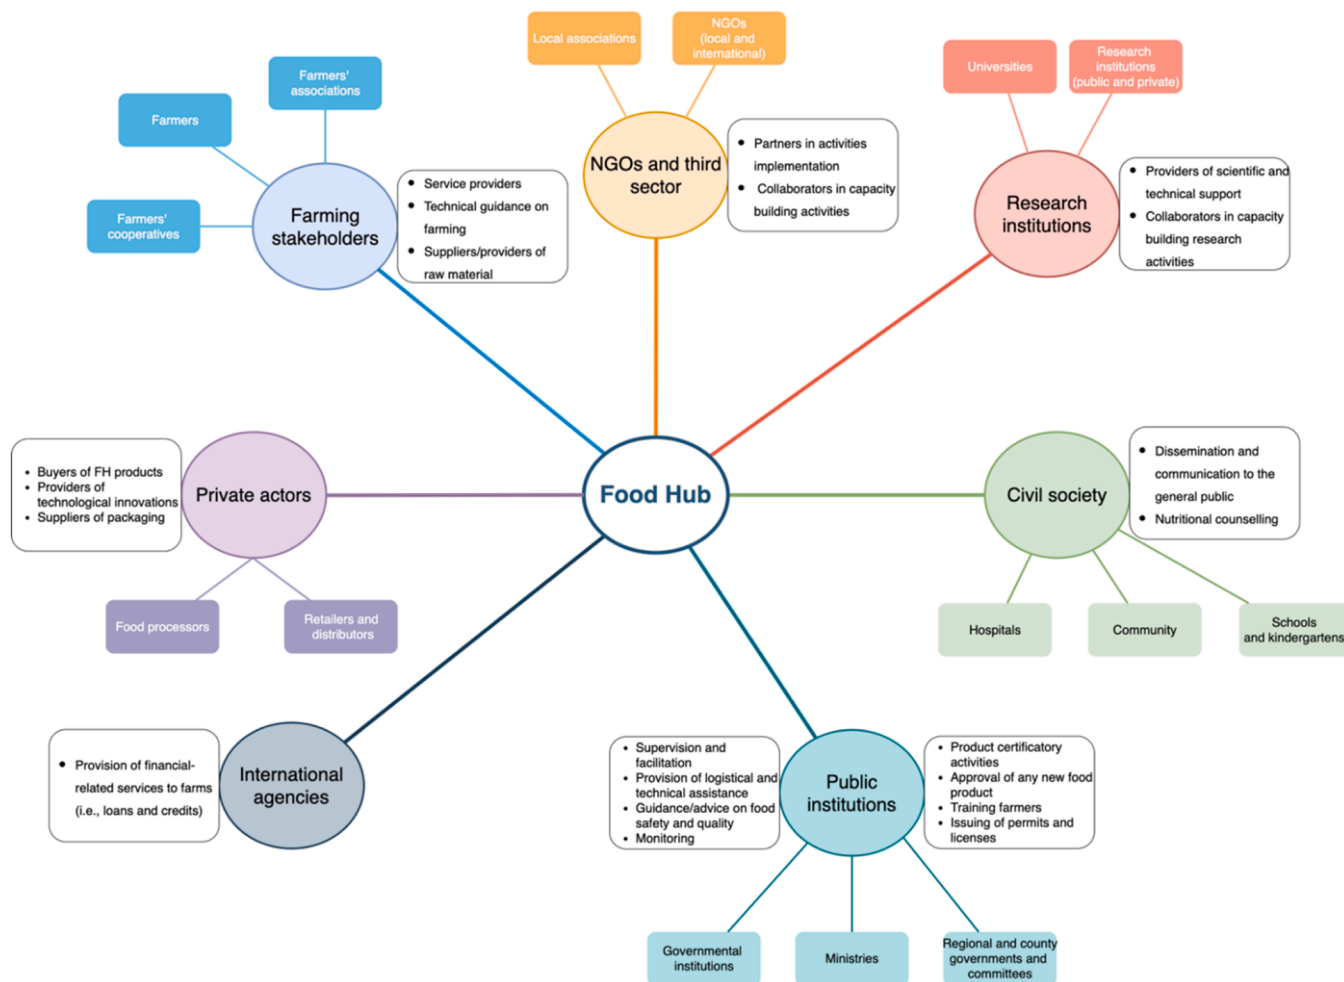 Farmers'
associations
Farmers
Farmers'
cooperatives
Farming
stakeholders
• Service providers
• Technical guidance on
farming
• Suppliers/providers of
raw material
Local associations
NGOs
(local and
international)
NGOs and third
sector
• Partners in activities
implementation
• Collaborators in capacity
building activities
Universities
Research
institutions
(public and private)
Research
institutions
• Providers of scientific and
technical support
• Collaborators in capacity
building research
activities
• Buyers of FH products
• Providers of
technological innovations
• Suppliers of packaging
Private actors
Food processors
Retailers and
distributors
Food Hub
Civil society
• Dissemination and
communication to the
general public
• Nutritional counselling
Hospitals
Community
Schools
and kindergartens
• Provision of financial-
related services to farms
(i.e., loans and credits)
International
agencies
• Supervision and
facilitation
• Provision of logistical and
technical assistance
• Guidance/advice on food
safety and quality
• Monitoring
Public
institutions
• Product certificatory
activities
• Approval of any new food
product
• Training farmers
• Issuing of permits and
licenses
Governmental
institutions
Ministries
Regional and county
governments and
committees